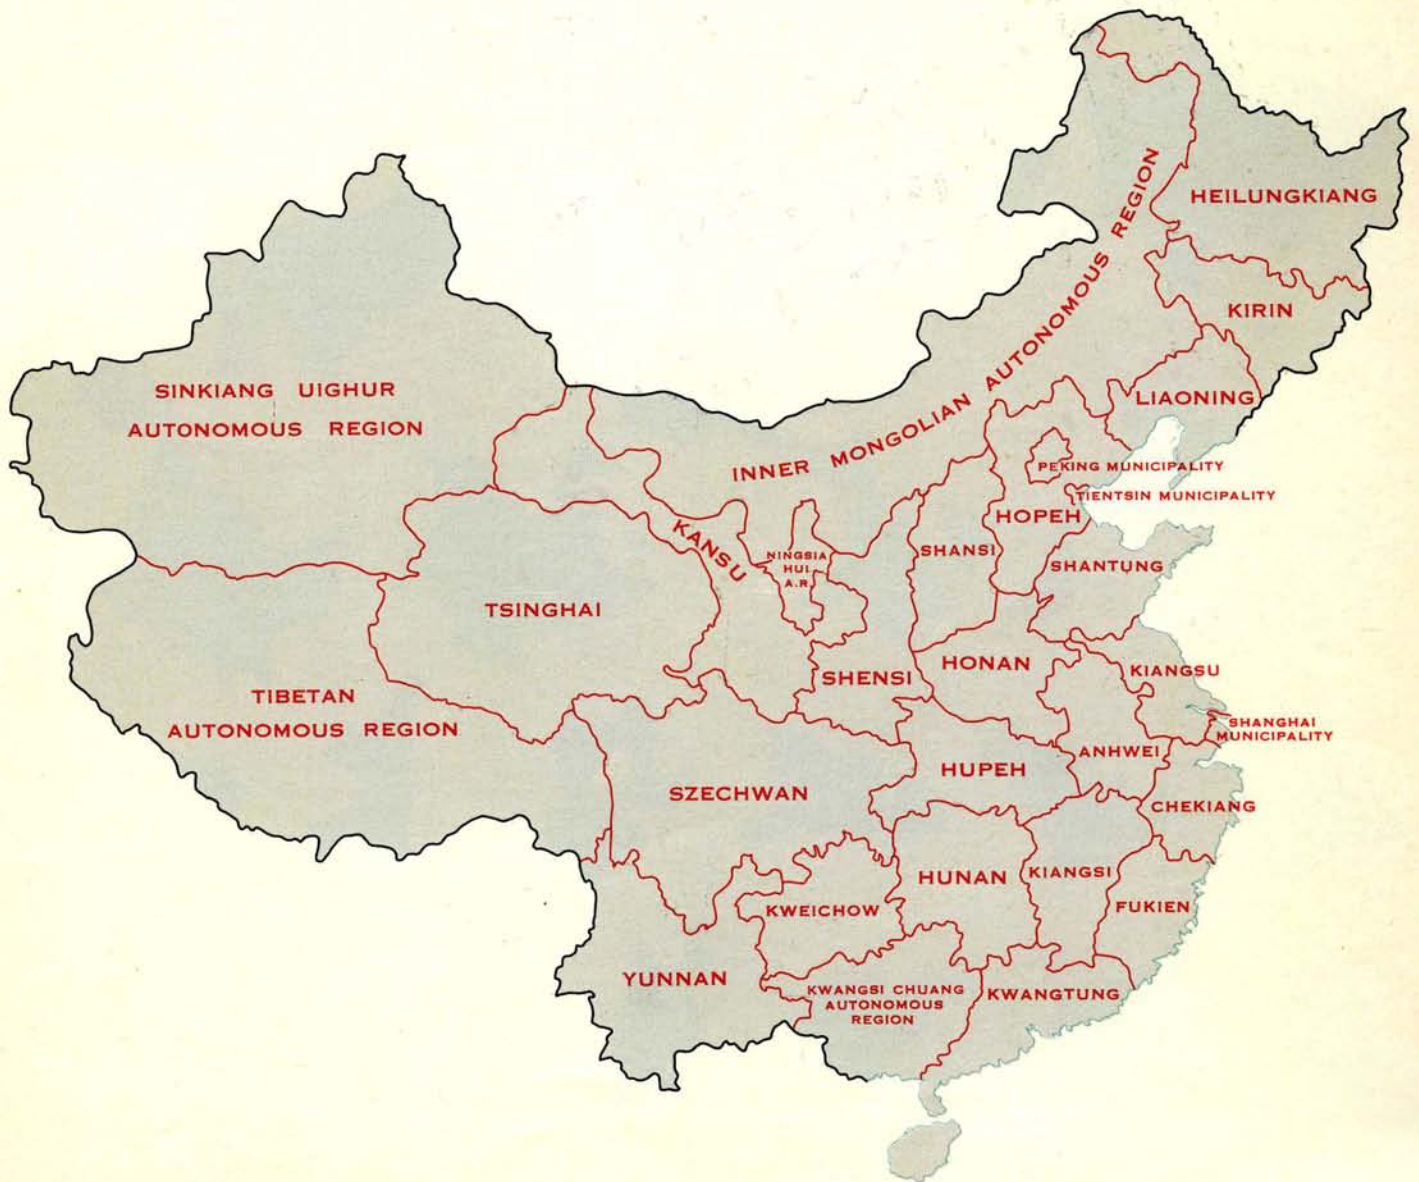 HEILUNGKIANG
KIRIN
LIAONING
INNER MONGOLIAN AUTONOMOUS REGION
SINKIANG UIGHUR
AUTONOMOUS REGION
PEKING MUNICIPALITY
TIENTSIN MUNICIPALITY
HOPEH
SHANSI
KANSU
NINGSIA
HUI
A.R.
SHANTUNG
TSINGHAI
HONAN
KIANGSU
SHENSI
TIBETAN
AUTONOMOUS REGION
SHANGHAI
MUNICIPALITY
ANHWEI
HUPEH
SZECHWAN
CHEKIANG
HUNAN
KIANGSI
FUKIEN
KWEICHOW
YUNNAN
KWANGSI CHUANG
AUTONOMOUS
REGION
KWANGTUNG